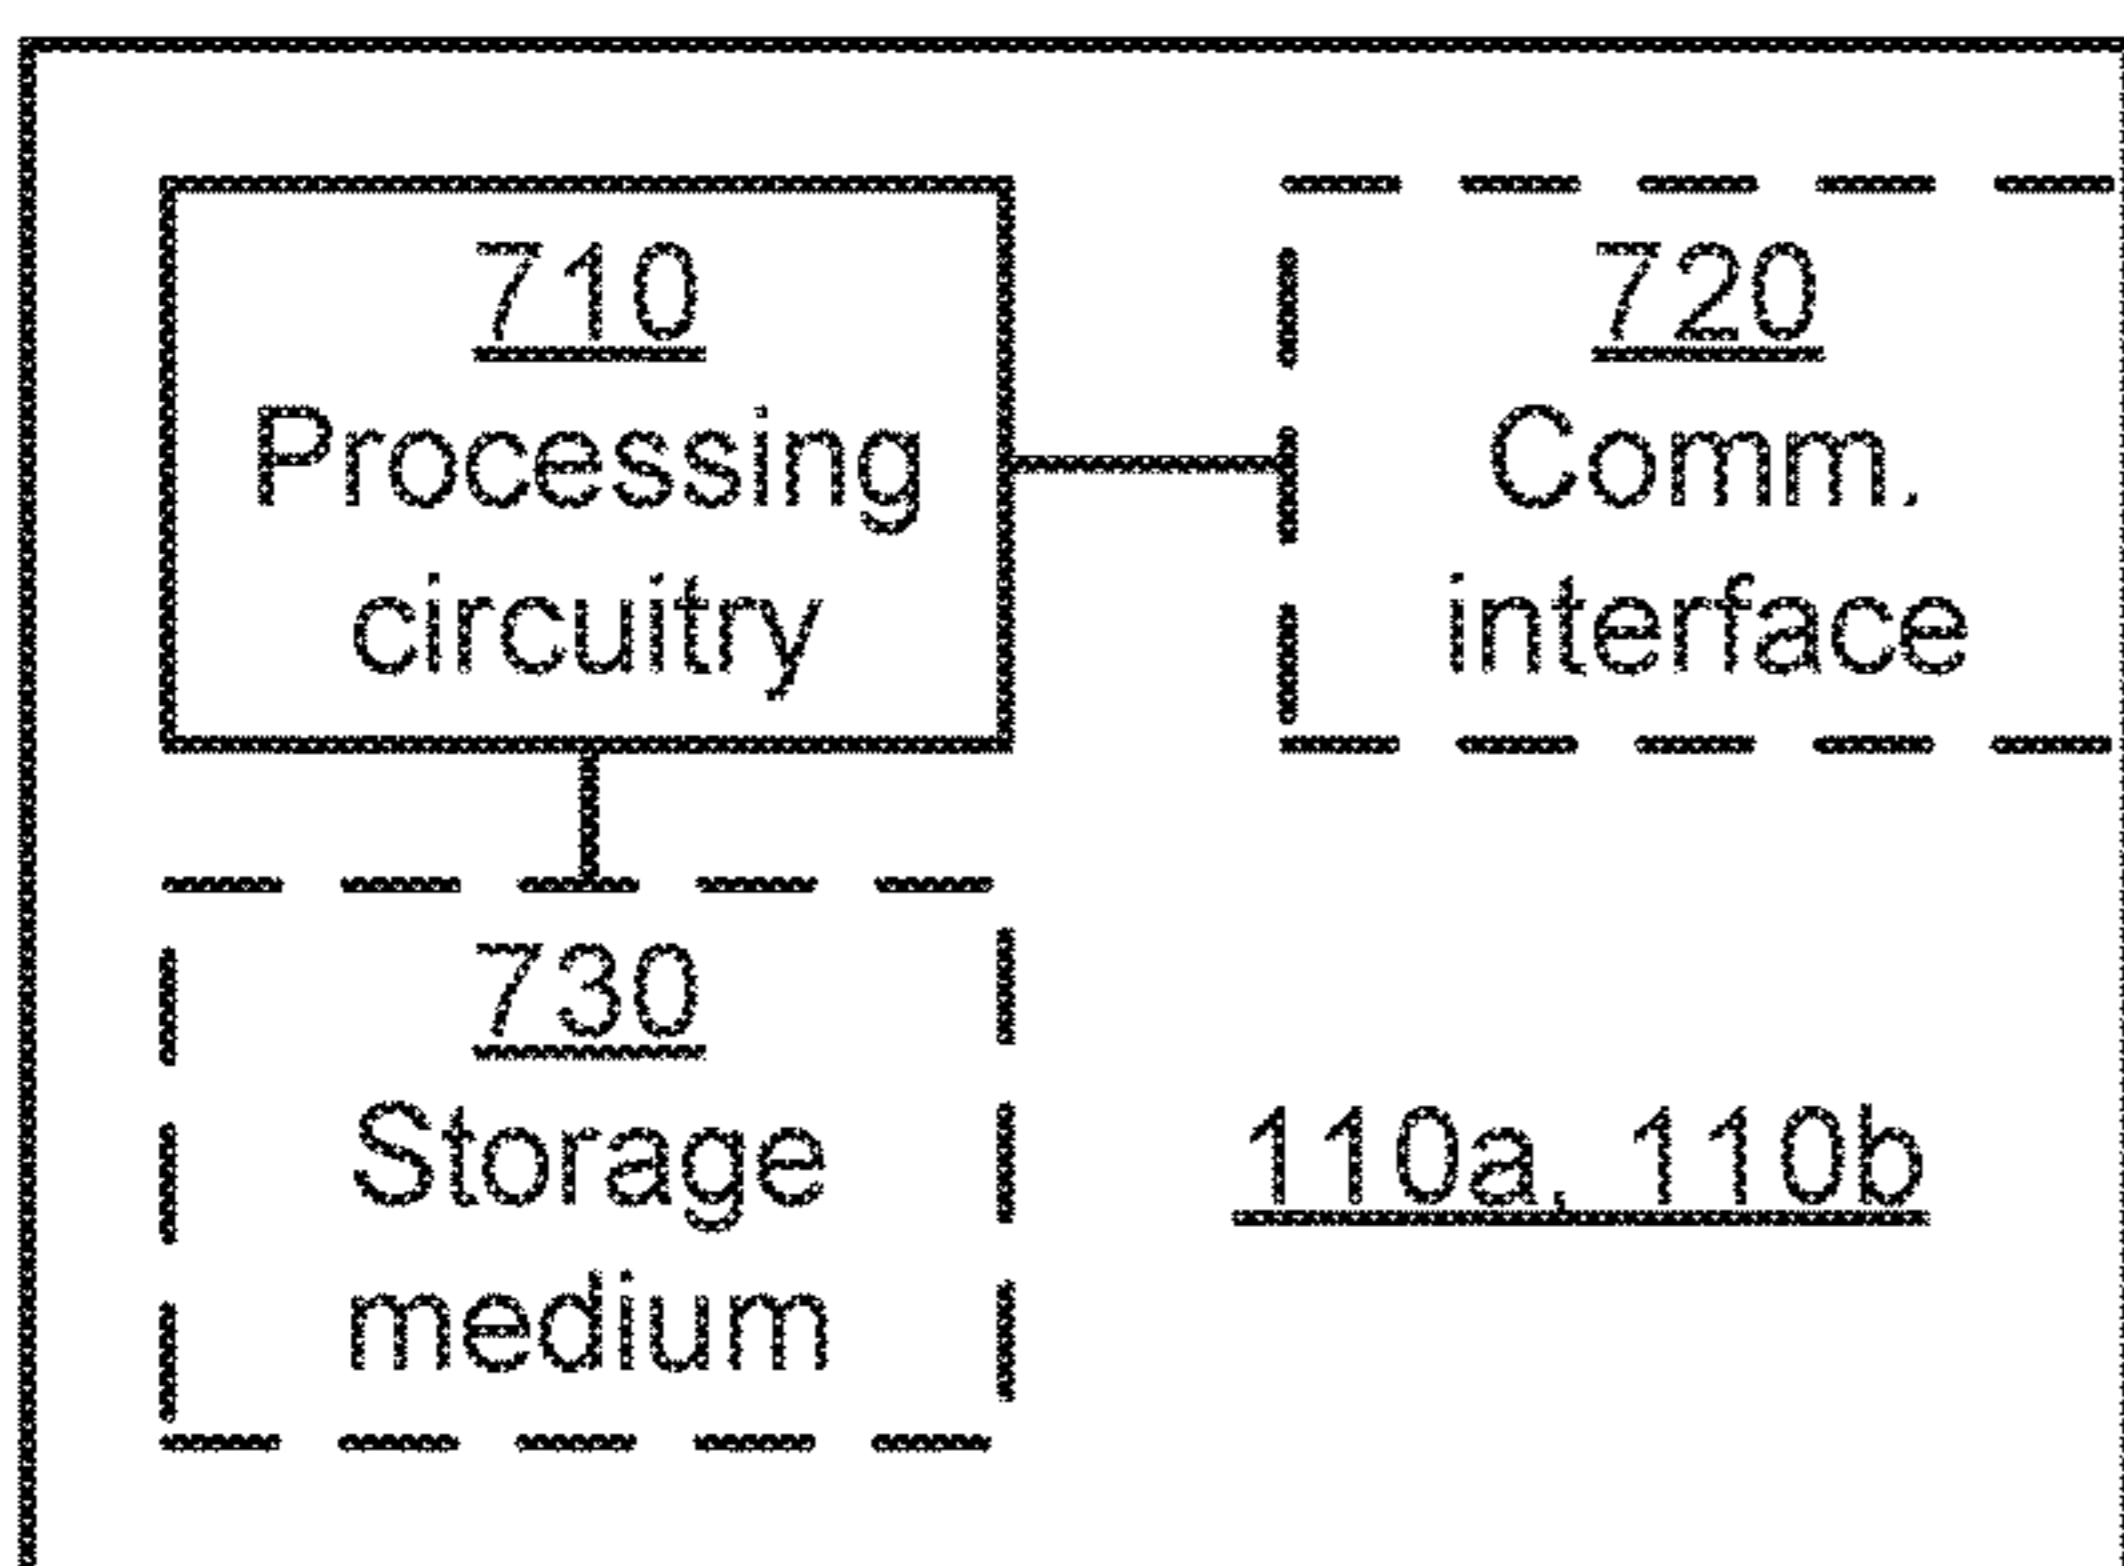 710
Processing
circuitry
720
Comm.
interface
730
Storage
medium
110a, 110b